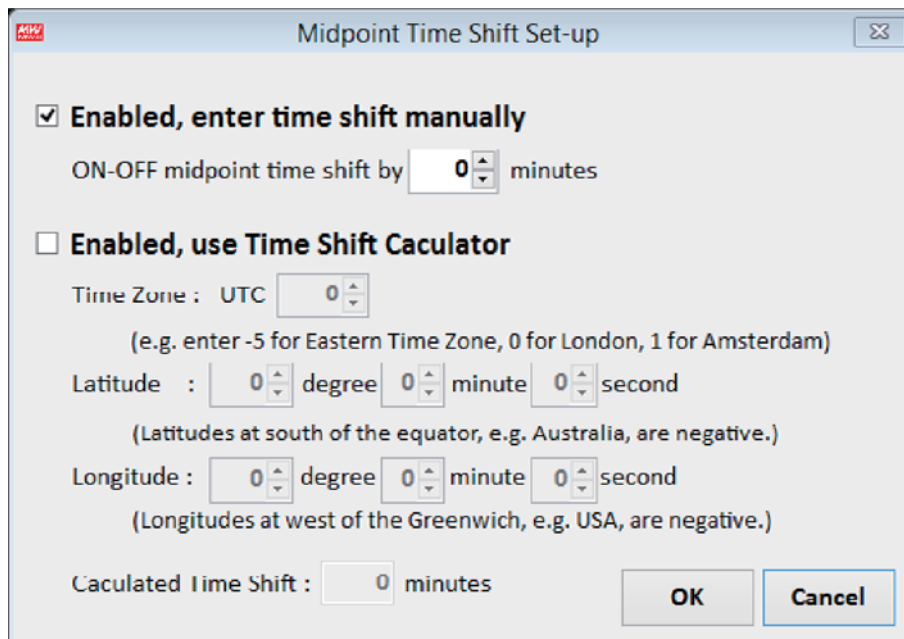 MW
Midpoint Time Shift Set-up
Enabled, enter time shift manually
ON-OFF midpoint time shift by 0 minutes
Enabled, use Time Shift Caculator
Time Zone : UTC 0
(e.g. enter -5 for Eastern Time Zone, 0 for London, 1 for Amsterdam)
Latitude : 0 degree 0 minute 0 second
(Latitudes at south of the equator, e.g. Australia, are negative.)
Longitude : 0 degree 0 minute 0 second
(Longitudes at west of the Greenwich, e.g. USA, are negative.)
Caculated Time Shift : 0 minutes
OK
Cancel